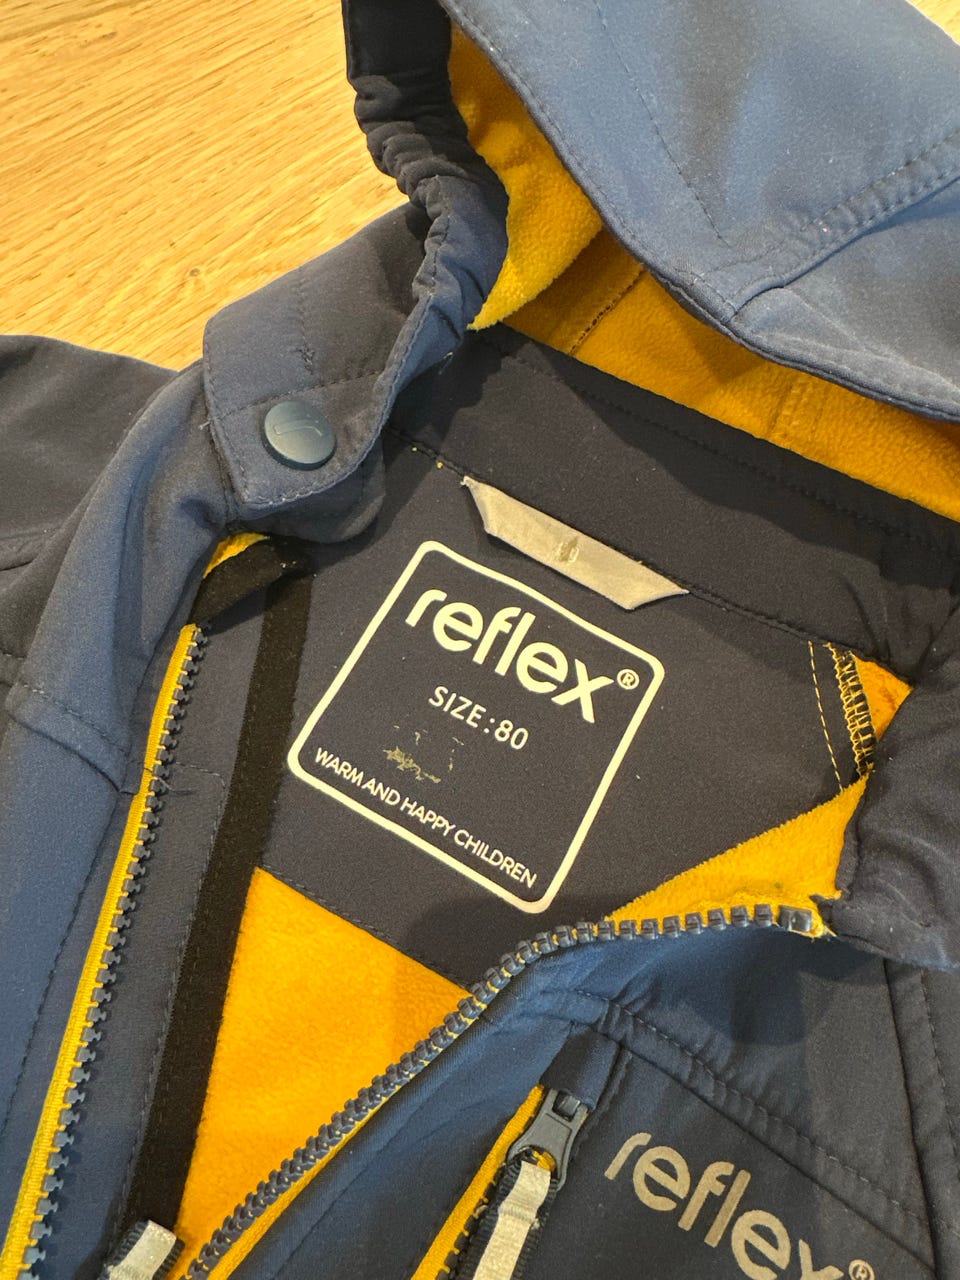 reflex®
SIZE:80
WARM AND HAPPY CHILDREN
reflex®